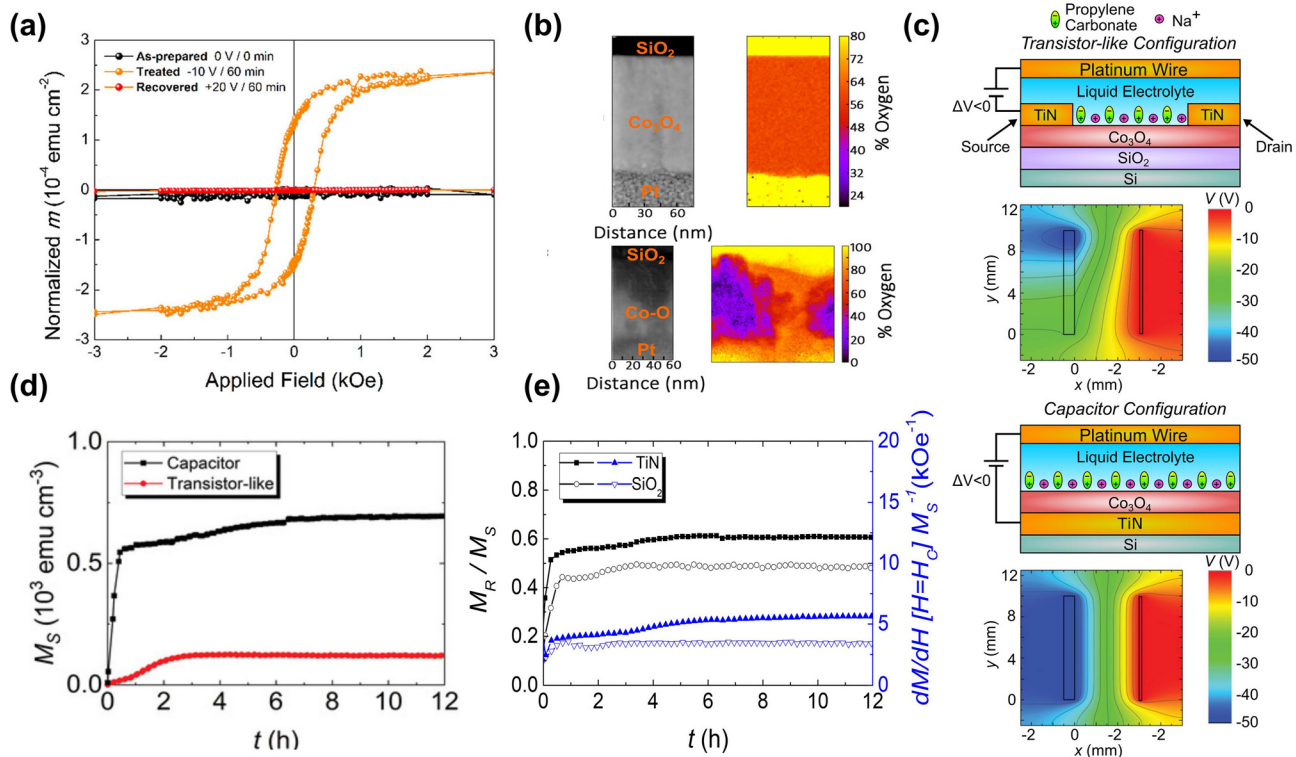 (a)
As-prepared 0 V / 0 min
Treated -10 V / 60 min
Recovered +20 V / 60 min
Normalized m (10⁻⁴ emu cm⁻²)
3
2
1
0
-1
-2
-3
-3 -2 -1 0 1 2 3
Applied Field (kOe)
(b)
SiO₂
Co₃O₄
Pt
0 30 60
Distance (nm)
80
72
64
56
48
40
32
24
% Oxygen
SiO₂
Co-O
Pt
0 20 40 60
Distance (nm)
100
80
60
40
20
0
% Oxygen
(c)
Propylene
Carbonate
Na⁺
Transistor-like Configuration
Platinum Wire
Liquid Electrolyte
ΔV<0
TiN
TiN
Source
Drain
Co₃O₄
SiO₂
Si
V (V)
12
8
4
0
y (mm)
-2 0 -2 -2
x (mm)
0
-10
-20
-30
-40
-50
Capacitor Configuration
Platinum Wire
Liquid Electrolyte
ΔV<0
Co₃O₄
TiN
Si
V (V)
12
8
4
0
y (mm)
-2 0 -2 -2
x (mm)
0
-10
-20
-30
-40
-50
(d)
Capacitor
Transistor-like
M_S (10³ emu cm⁻³)
1.0
0.5
0.0
0 2 4 6 8 10 12
t (h)
(e)
TiN
SiO₂
M_R / M_S
1.0
0.8
0.6
0.4
0.2
0.0
0 2 4 6 8 10 12
t (h)
20
15
10
5
0
dM/dH [H=H_C] M_S⁻¹(kOe⁻¹)